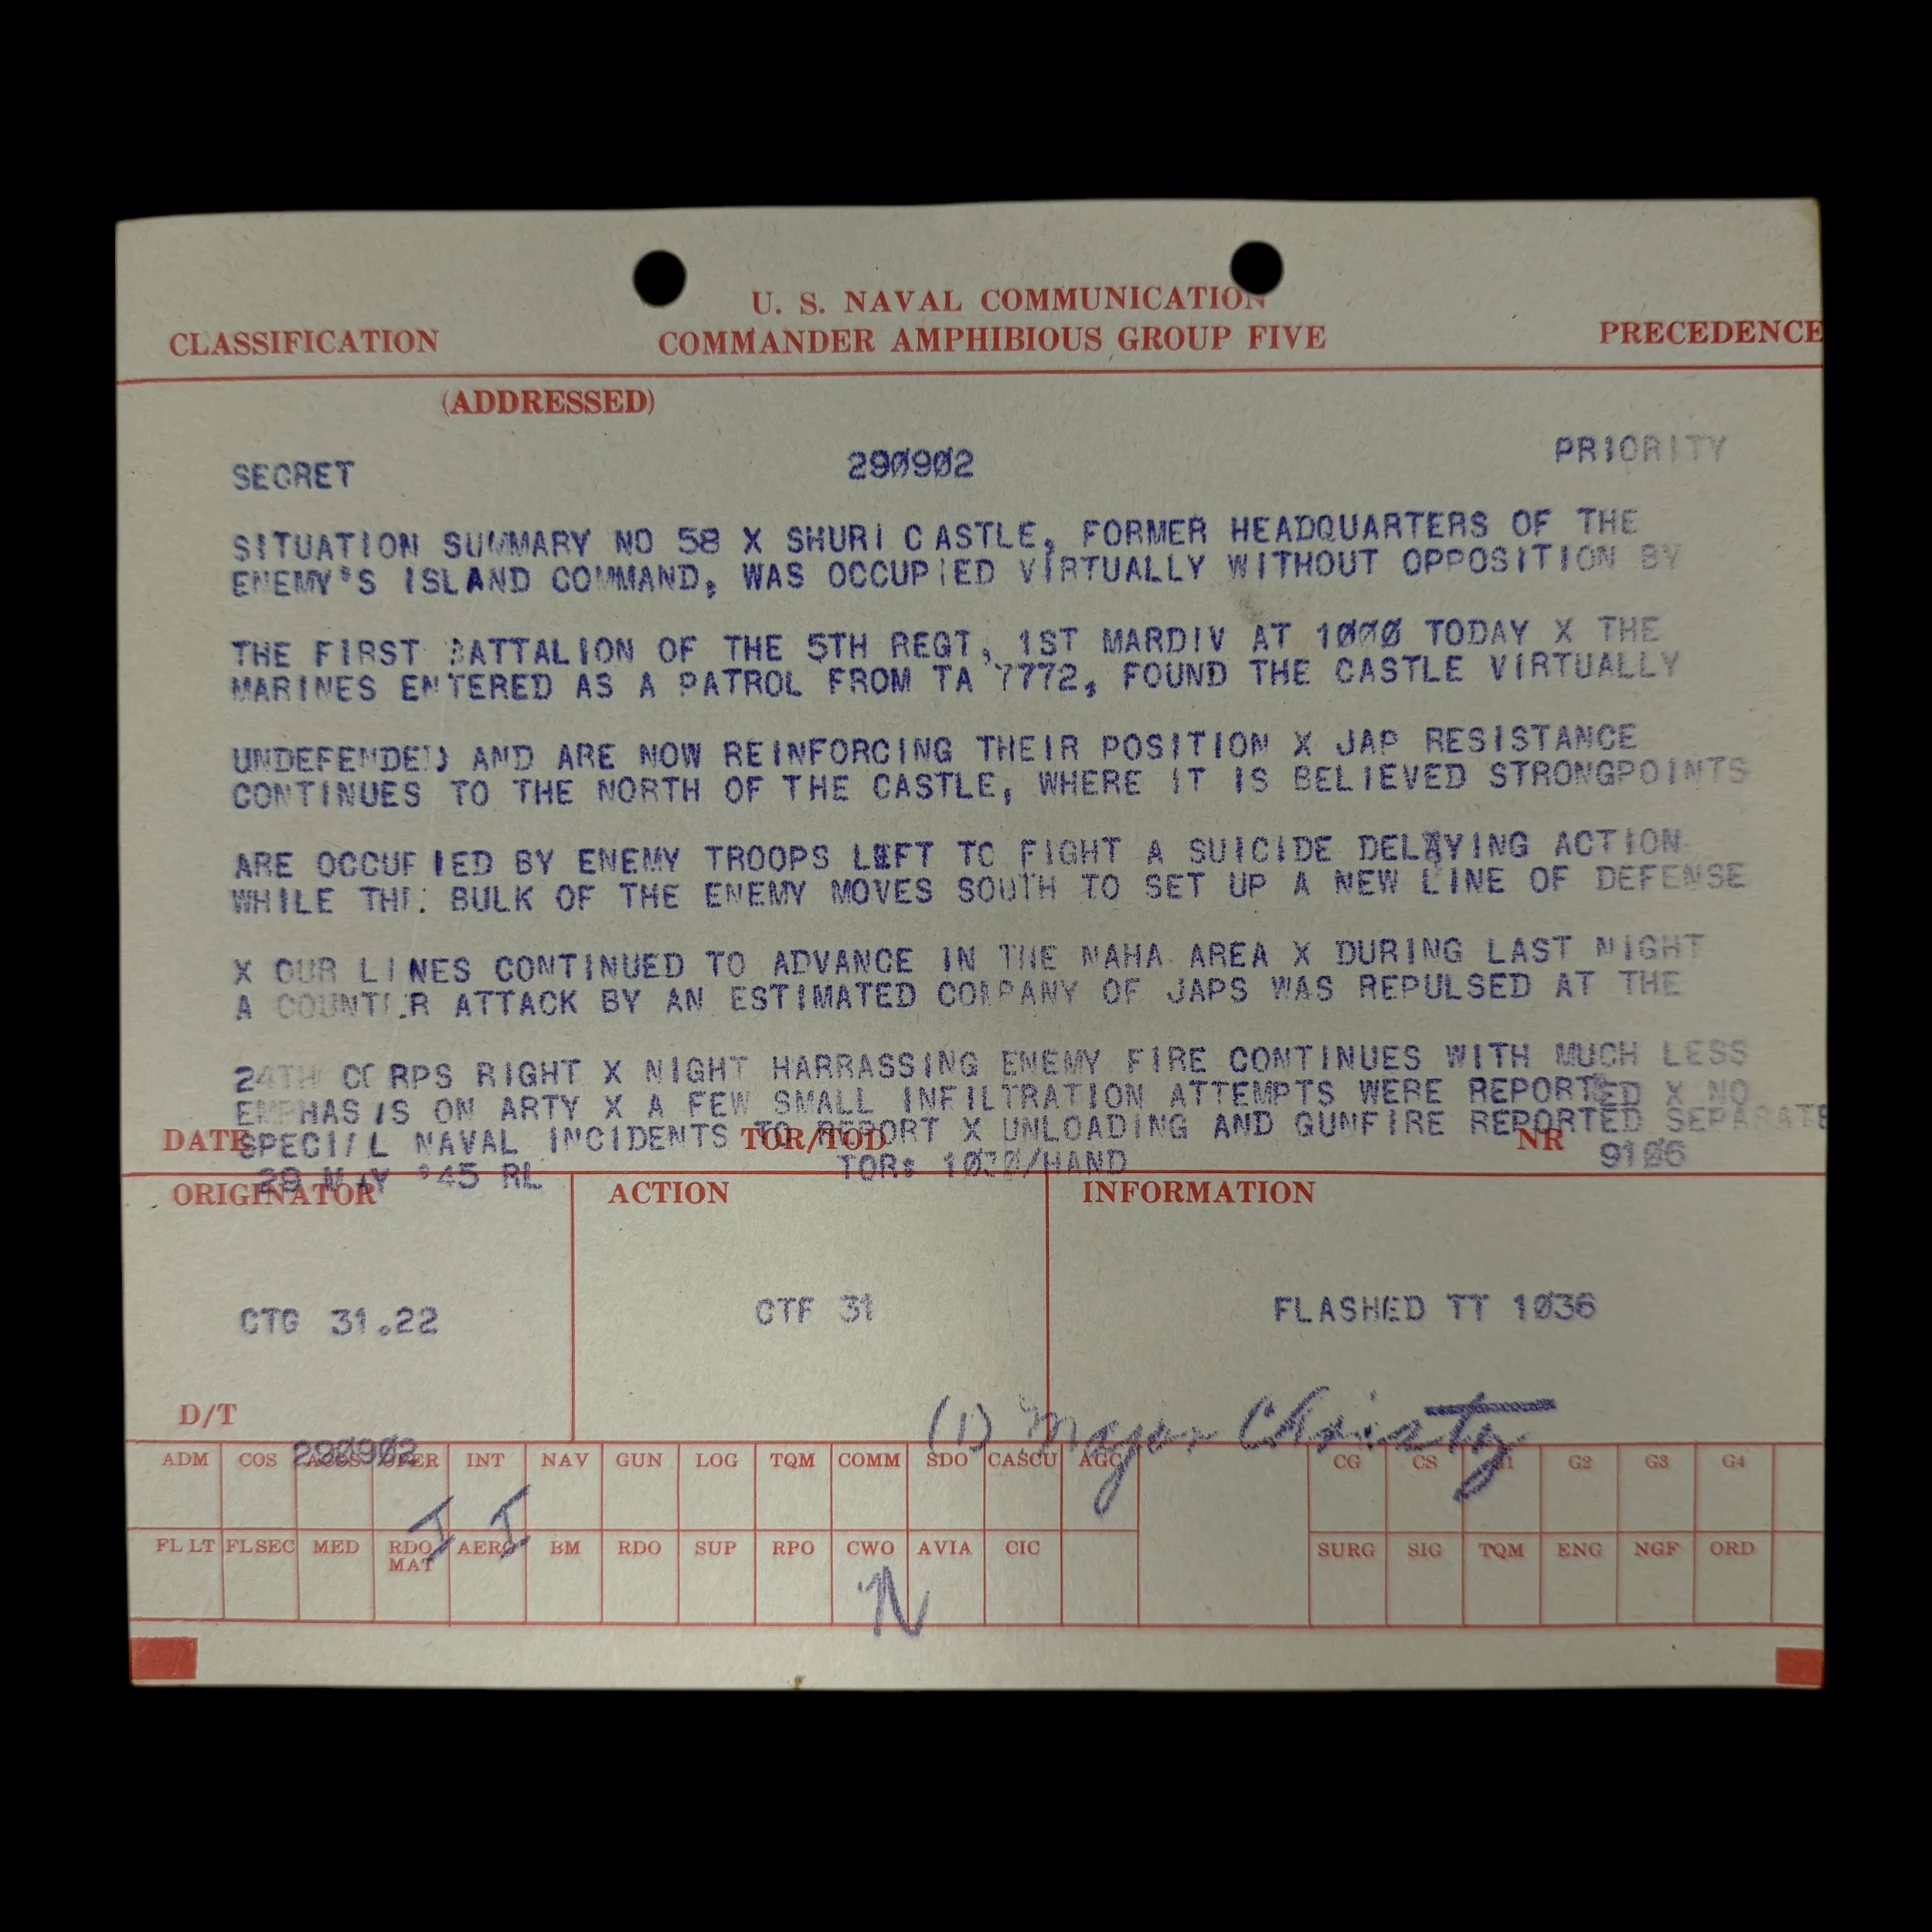 U. S. NAVAL COMMUNICATION
CLASSIFICATION COMMANDER AMPHIBIOUS GROUP FIVE PRECEDENCE
(ADDRESSED)
SECRET 290902 PRIORITY
SITUATION SUMMARY NO 58 X SHURI CASTLE, FORMER HEADQUARTERS OF THE
ENEMY'S ISLAND COMMAND, WAS OCCUPIED VIRTUALLY WITHOUT OPPOSITION BY
THE FIRST BATTALION OF THE 5TH REGT, 1ST MARDIV AT 1000 TODAY X THE
MARINES ENTERED AS A PATROL FROM TA 7772, FOUND THE CASTLE VIRTUALLY
UNDEFENDED AND ARE NOW REINFORCING THEIR POSITION X JAP RESISTANCE
CONTINUES TO THE NORTH OF THE CASTLE, WHERE IT IS BELIEVED STRONGPOINTS
ARE OCCUPIED BY ENEMY TROOPS LEFT TO FIGHT A SUICIDE DELAYING ACTION
WHILE THE BULK OF THE ENEMY MOVES SOUTH TO SET UP A NEW LINE OF DEFENSE
X OUR LINES CONTINUED TO ADVANCE IN THE NAHA AREA X DURING LAST NIGHT
A COUNTER ATTACK BY AN ESTIMATED COMPANY OF JAPS WAS REPULSED AT THE
24TH CORPS RIGHT X NIGHT HARRASSING ENEMY FIRE CONTINUES WITH MUCH LESS
EMPHASIS ON ARTY X A FEW SMALL INFILTRATION ATTEMPTS WERE REPORTED X NO
SPECIAL NAVAL INCIDENTS TO REPORT X UNLOADING AND GUNFIRE REPORTED SEPARATE
DATE TOR/TOD NR
29 MAY '45 RL TOR: /HAND 9106
ORIGINATOR ACTION INFORMATION
CTG 31.22 CTF 31 FLASHED TT 1036
D/T
(1) Major Christy
290902
ADM COS ACOS OPER INT NAV GUN LOG TQM COMM SDO CASCU AGC CG CS G1 G2 G3 G4
I I
FL LT FLSEC MED RDO MAT AERO BM RDO SUP RPO CWO AVIA CIC SURG SIG TQM ENG NGF ORD
N